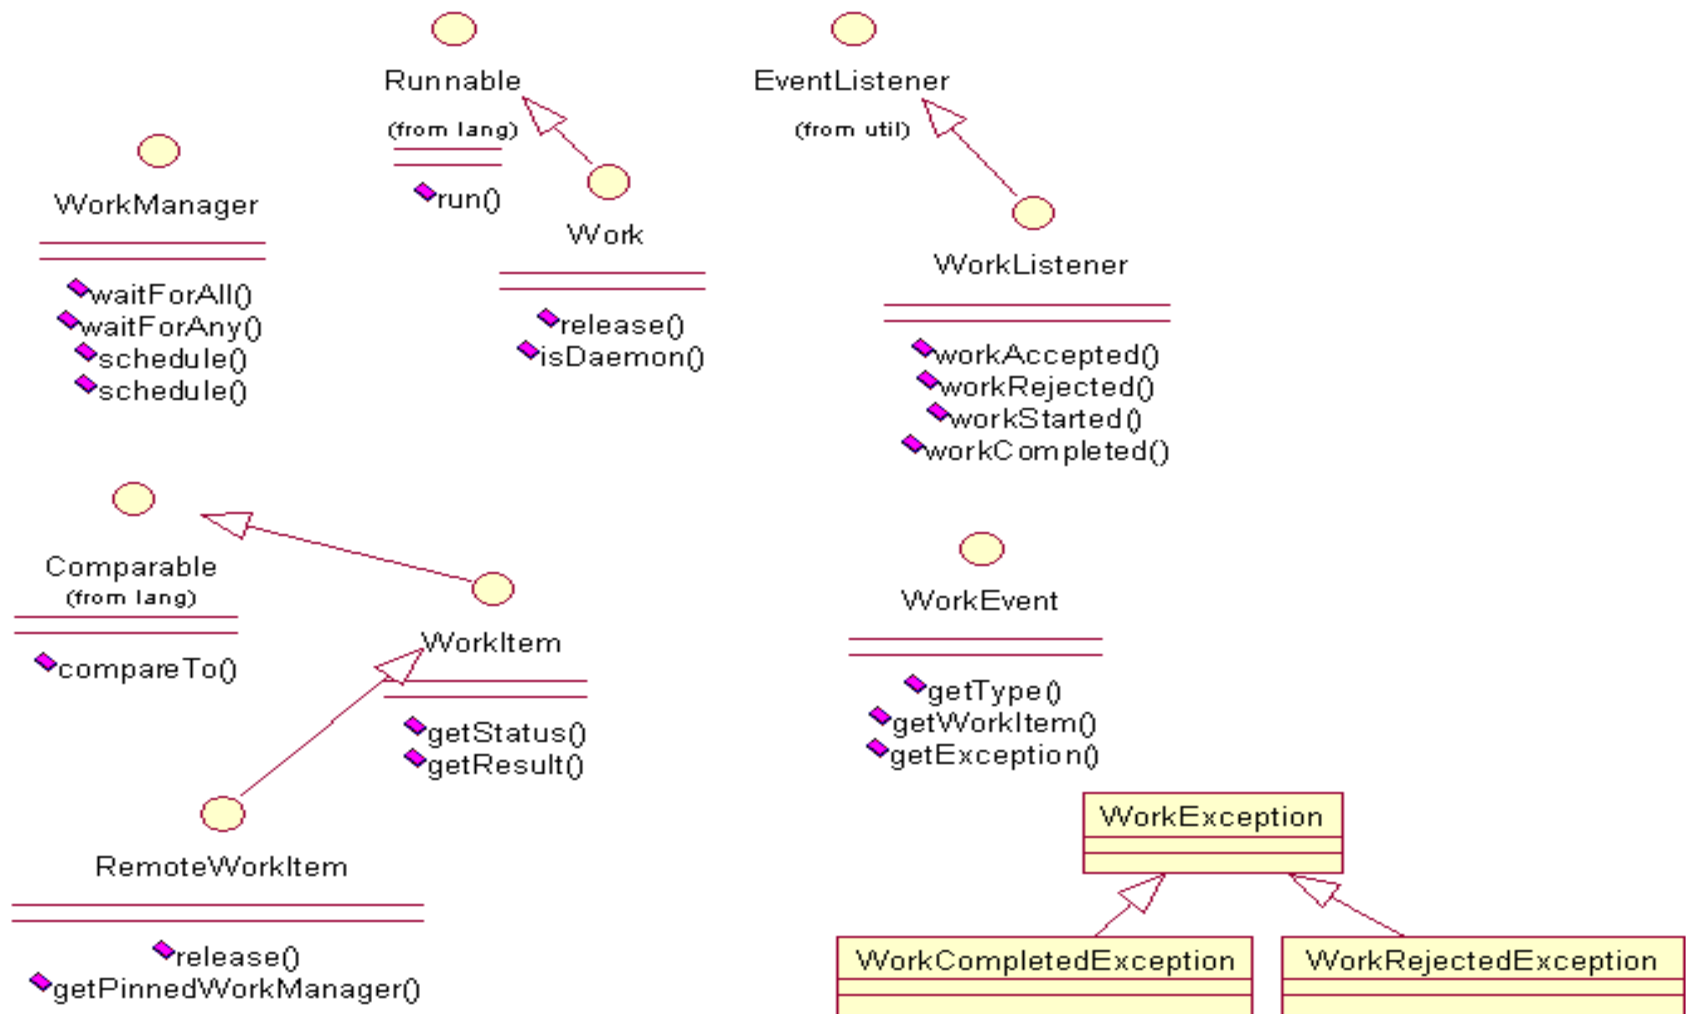 Runnable
(from lang)
run()
EventListener
(from util)
WorkManager
waitForAll()
waitForAny()
schedule()
schedule()
Work
release()
isDaemon()
WorkListener
workAccepted()
workRejected()
workStarted()
workCompleted()
Comparable
(from lang)
compareTo()
WorkItem
getStatus()
getResult()
WorkEvent
getType()
getWorkItem()
getException()
RemoteWorkItem
release()
getPinnedWorkManager()
WorkException
WorkCompletedException
WorkRejectedException